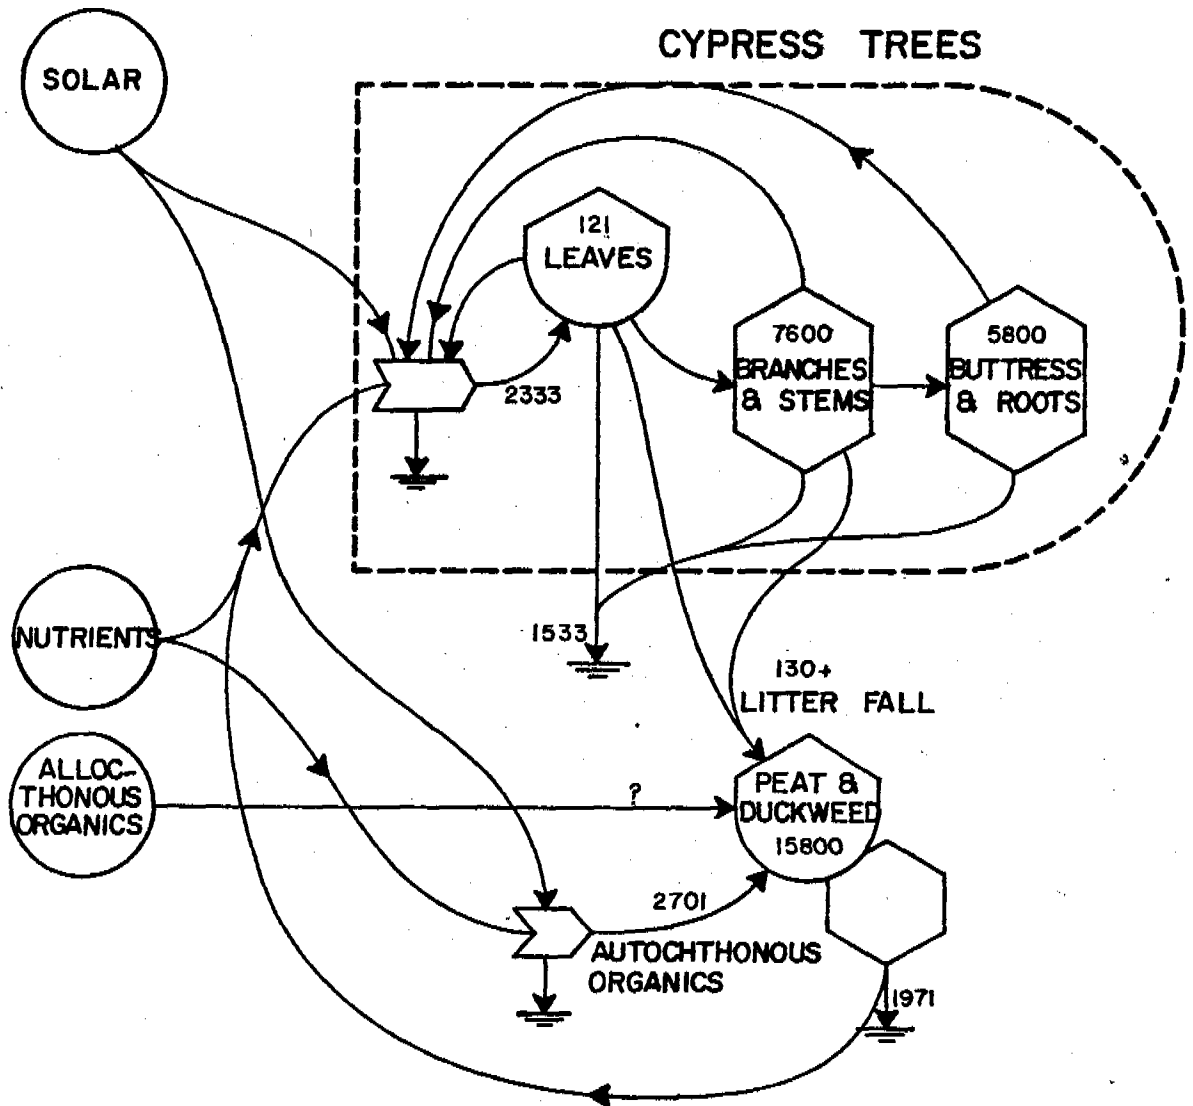 CYPRESS TREES
SOLAR
121
LEAVES
7600
BRANCHES
& STEMS
5800
BUTTRESS
& ROOTS
2333
NUTRIENTS
1533
130+
LITTER FALL
ALLOC-
THONOUS
ORGANICS
?
PEAT &
DUCKWEED
15800
2701
AUTOCHTHONOUS
ORGANICS
1971